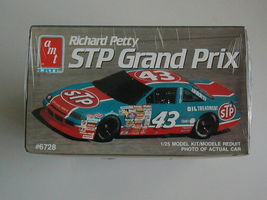 amt
ERTL
Richard Petty
STP Grand Prix
43
STP
OIL TREATMENT
43
STP
#6728
1/25 MODEL KIT/MODELE REDUIT
PHOTO OF ACTUAL CAR